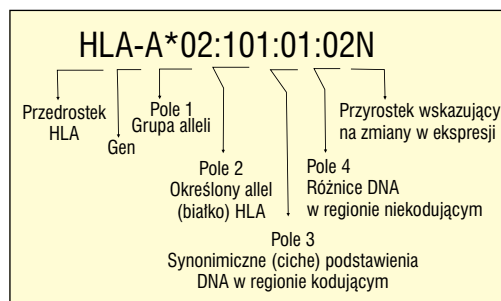 HLA-A*02:101:01:02N
Przedrostek
HLA
Gen
Pole 1
Grupa alleli
Pole 2
Określony allel
(białko) HLA
Pole 3
Synonimiczne (ciche) podstawienia
DNA w regionie kodującym
Pole 4
Różnice DNA
w regionie niekodującym
Przyrostek wskazujący
na zmiany w ekspresji